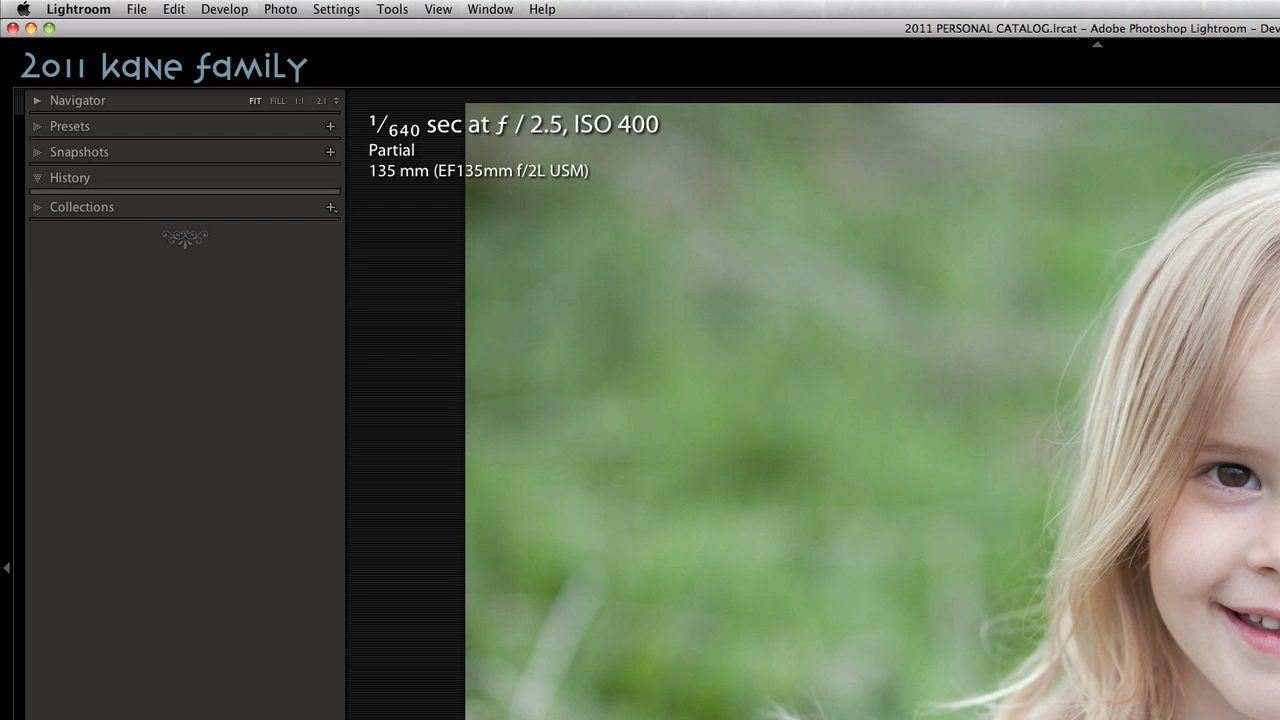 Lightroom File Edit Develop Photo Settings Tools View Window Help
2011 PERSONAL CATALOG.lrcat – Adobe Photoshop Lightroom – Dev
2011 kane family
Navigator FIT FILL 1:1 2:1
Presets +
Snapshots +
History
Collections +
1/640 sec at ƒ / 2.5, ISO 400
Partial
135 mm (EF135mm f/2L USM)